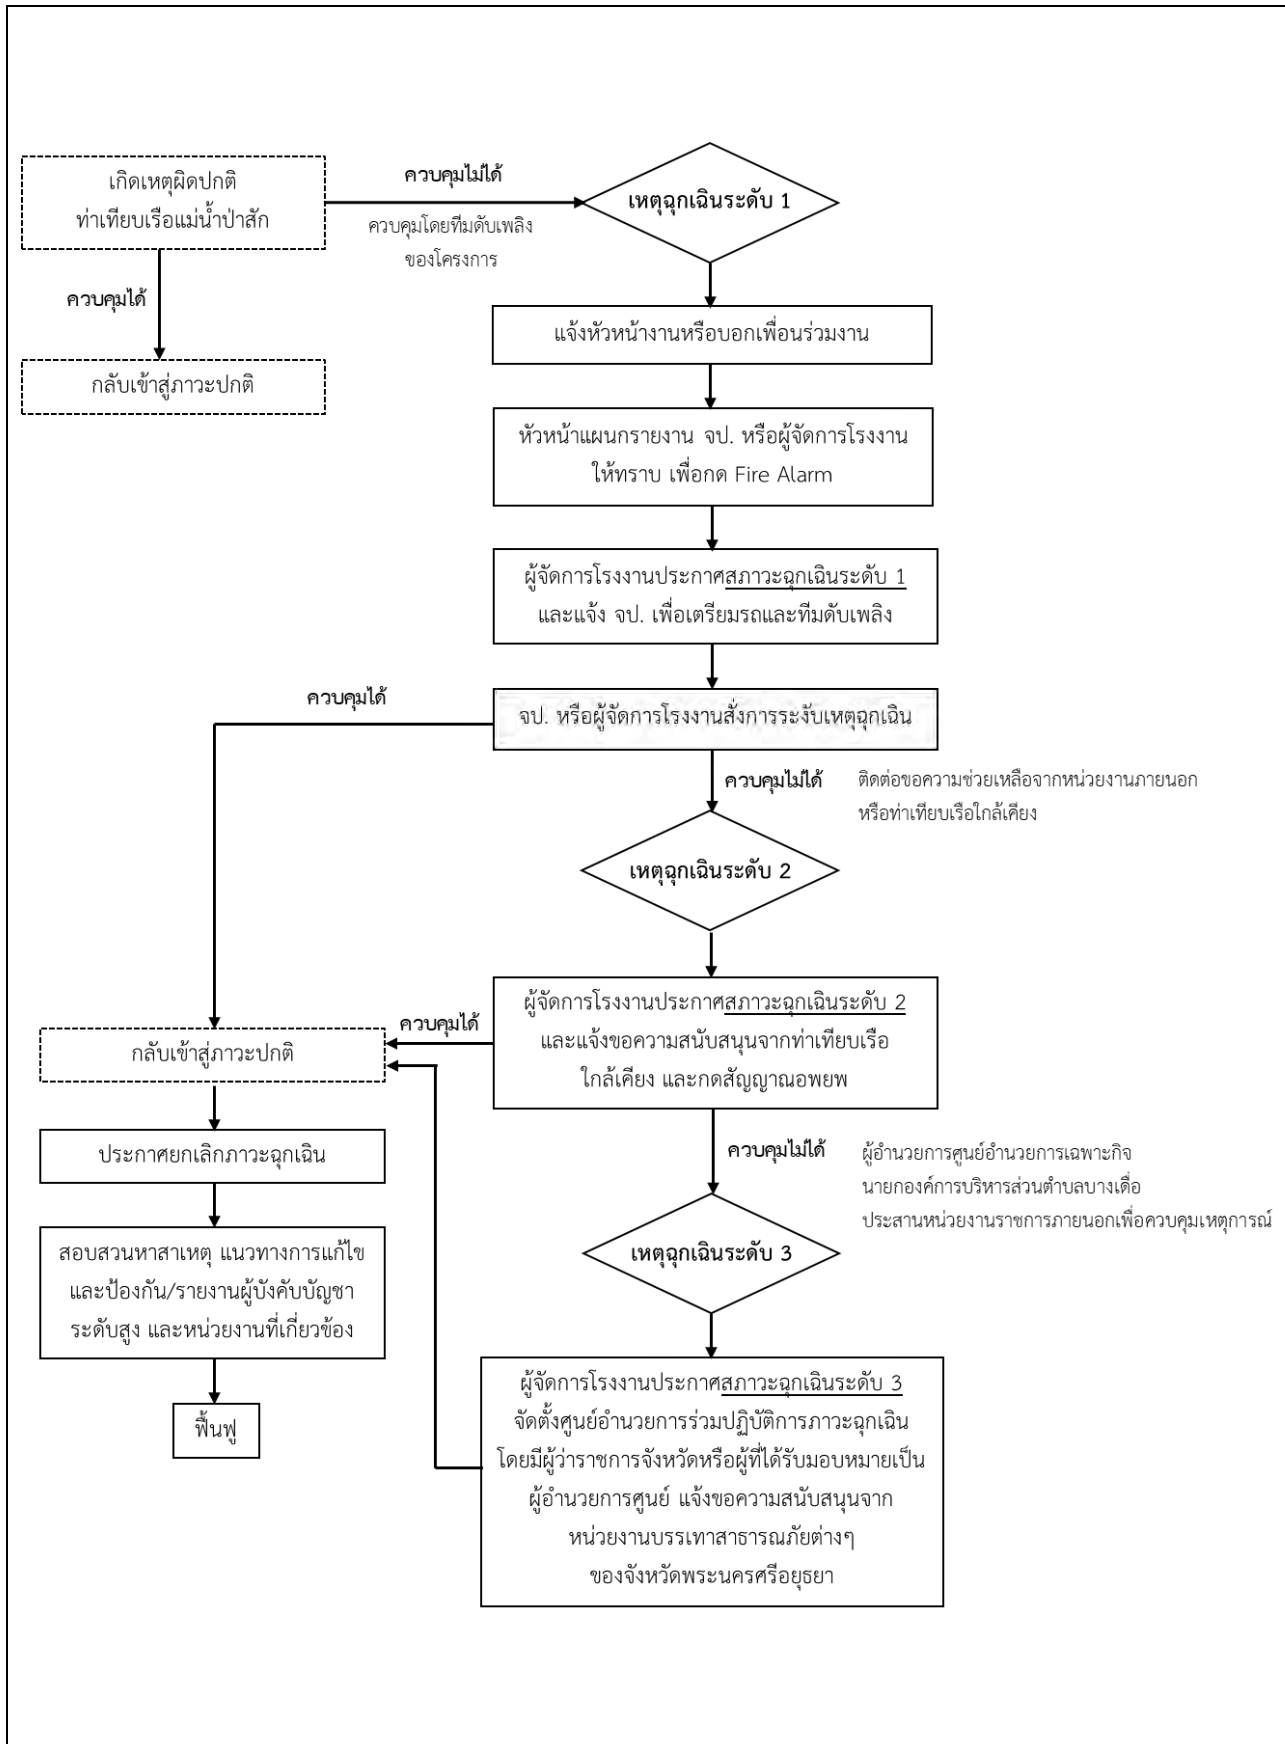 เกิดเหตุผิดปกติ
ท่าเทียบเรือแม่น้ำป่าสัก
ควบคุมไม่ได้
ควบคุมโดยทีมดับเพลิง
ของโครงการ
เหตุฉุกเฉินระดับ 1
ควบคุมได้
กลับเข้าสู่ภาวะปกติ
แจ้งหัวหน้างานหรือบอกเพื่อนร่วมงาน
หัวหน้าแผนกรายงาน จป. หรือผู้จัดการโรงงาน
ให้ทราบ เพื่อกด Fire Alarm
ผู้จัดการโรงงานประกาศสภาวะฉุกเฉินระดับ 1
และแจ้ง จป. เพื่อเตรียมรถและทีมดับเพลิง
ควบคุมได้
จป. หรือผู้จัดการโรงงานสั่งการระงับเหตุฉุกเฉิน
ควบคุมไม่ได้
ติดต่อขอความช่วยเหลือจากหน่วยงานภายนอก
หรือท่าเทียบเรือใกล้เคียง
เหตุฉุกเฉินระดับ 2
ผู้จัดการโรงงานประกาศสภาวะฉุกเฉินระดับ 2
และแจ้งขอความสนับสนุนจากท่าเทียบเรือ
ใกล้เคียง และกดสัญญาณอพยพ
ควบคุมได้
กลับเข้าสู่ภาวะปกติ
ประกาศยกเลิกภาวะฉุกเฉิน
สอบสวนหาสาเหตุ แนวทางการแก้ไข
และป้องกัน/รายงานผู้บังคับบัญชา
ระดับสูง และหน่วยงานที่เกี่ยวข้อง
ฟื้นฟู
ควบคุมไม่ได้
ผู้อำนวยการศูนย์อำนวยการเฉพาะกิจ
นายกองค์การบริหารส่วนตำบลบางเดื่อ
ประสานหน่วยงานราชการภายนอกเพื่อควบคุมเหตุการณ์
เหตุฉุกเฉินระดับ 3
ผู้จัดการโรงงานประกาศสภาวะฉุกเฉินระดับ 3
จัดตั้งศูนย์อำนวยการร่วมปฏิบัติการภาวะฉุกเฉิน
โดยมีผู้ว่าราชการจังหวัดหรือผู้ที่ได้รับมอบหมายเป็น
ผู้อำนวยการศูนย์ แจ้งขอความสนับสนุนจาก
หน่วยงานบรรเทาสาธารณภัยต่างๆ
ของจังหวัดพระนครศรีอยุธยา